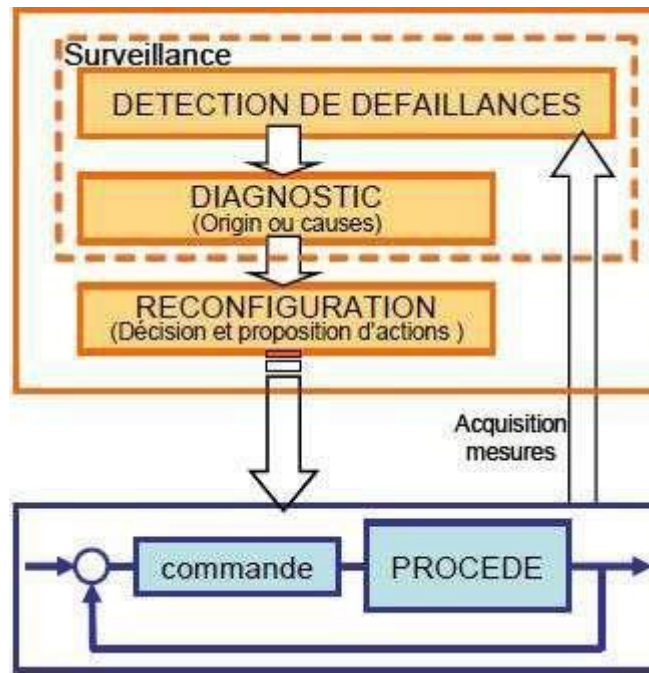 Surveillance
DETECTION DE DEFAILLANCES
DIAGNOSTIC
(Origin ou causes)
RECONFIGURATION
(Décision et proposition d'actions )
Acquisition
mesures
commande
PROCEDE